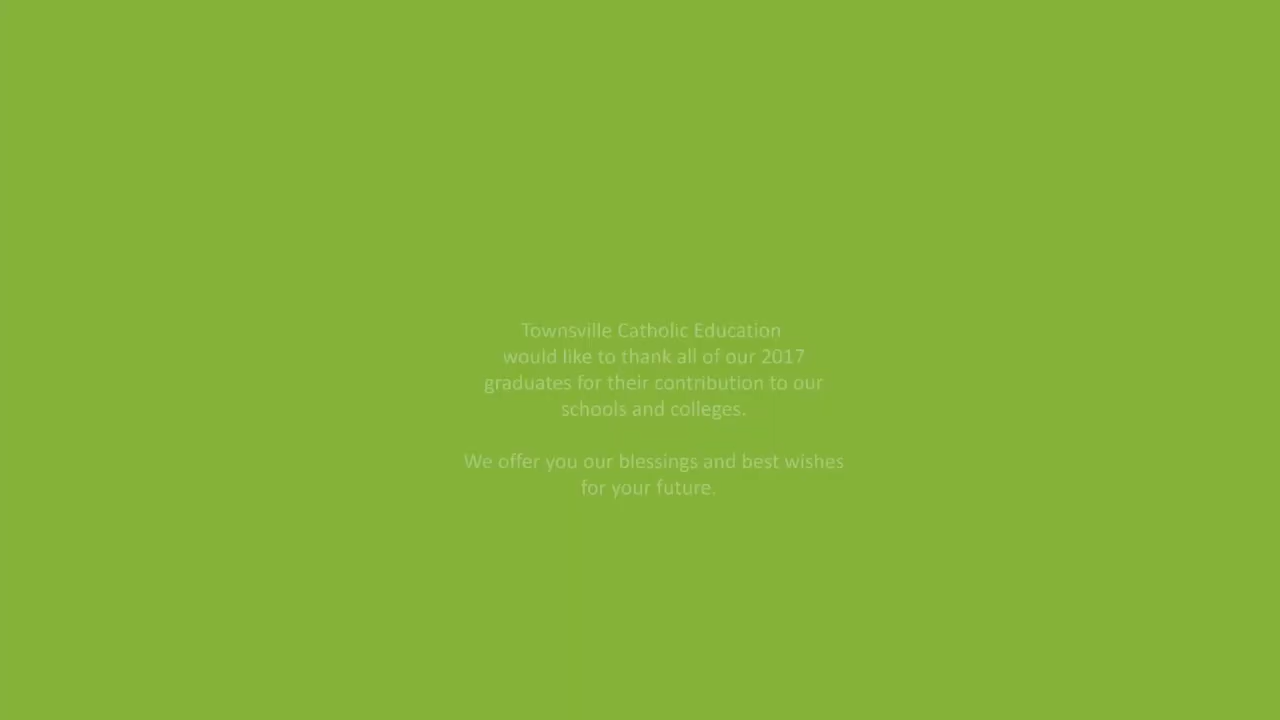 Townsville Catholic Education
would like to thank all of our 2017
graduates for their contribution to our
schools and colleges.
We offer you our blessings and best wishes
for your future.